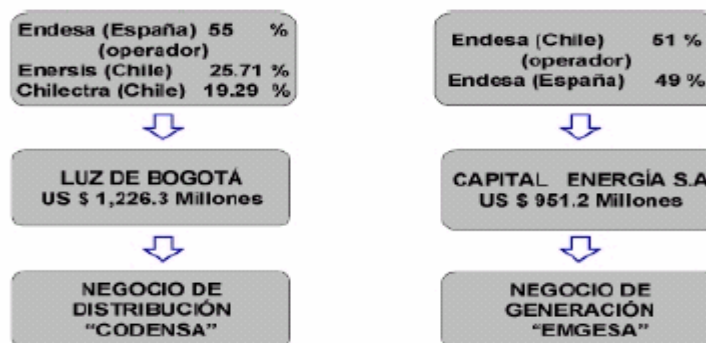 Endesa (España) 55 %
(operador)
Enersis (Chile) 25.71 %
Chilectra (Chile) 19.29 %
LUZ DE BOGOTÁ
US $ 1,226.3 Millones
NEGOCIO DE
DISTRIBUCIÓN
“CODENSA”
Endesa (Chile) 51 %
(operador)
Endesa (España) 49 %
CAPITAL ENERGÍA S.A
US $ 951.2 Millones
NEGOCIO DE
GENERACIÓN
“EMGESA”